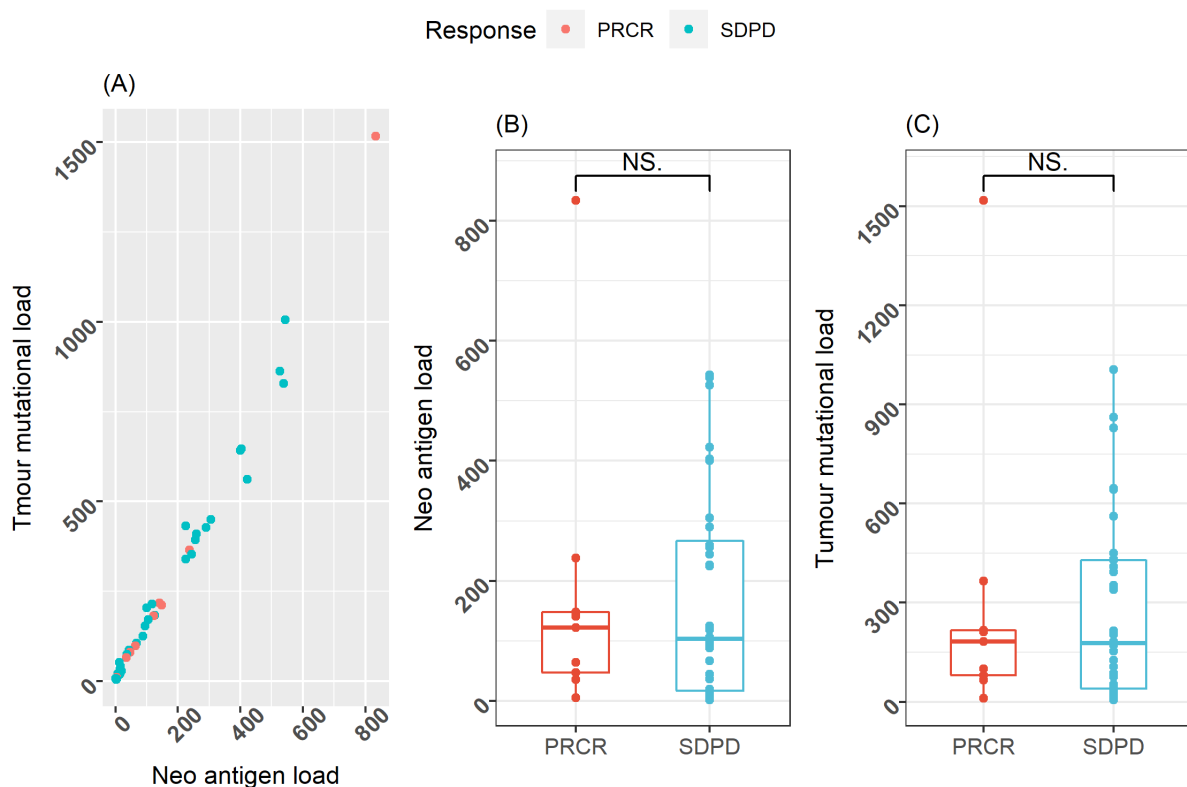 Response PRCR SDPD
(A)
Tmour mutational load
1500
1000
500
0
0 200 400 600 800
Neo antigen load
(B)
NS.
Neo antigen load
800
600
400
200
0
PRCR SDPD
(C)
NS.
Tumour mutational load
1500
1200
900
600
300
0
PRCR SDPD